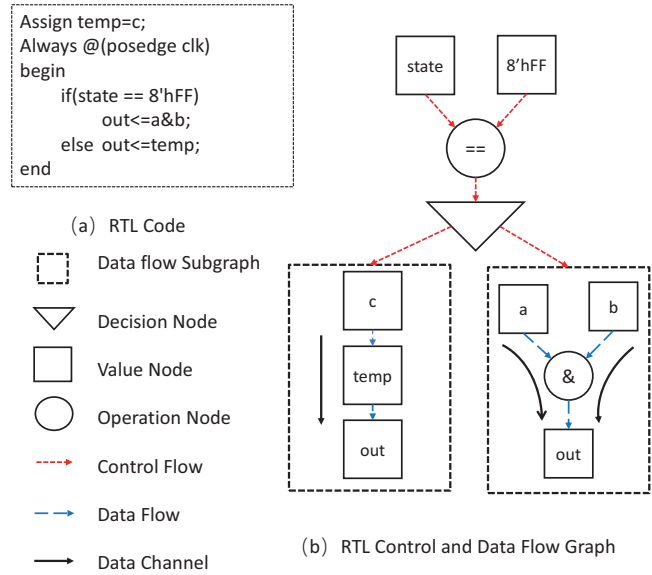 Assign temp=c;
Always @(posedge clk)
begin
if(state == 8'hFF)
out<=a&b;
else out<=temp;
end
(a) RTL Code
Data flow Subgraph
Decision Node
Value Node
Operation Node
Control Flow
Data Flow
Data Channel
state
8'hFF
==
c
temp
out
a
b
&
out
(b) RTL Control and Data Flow Graph